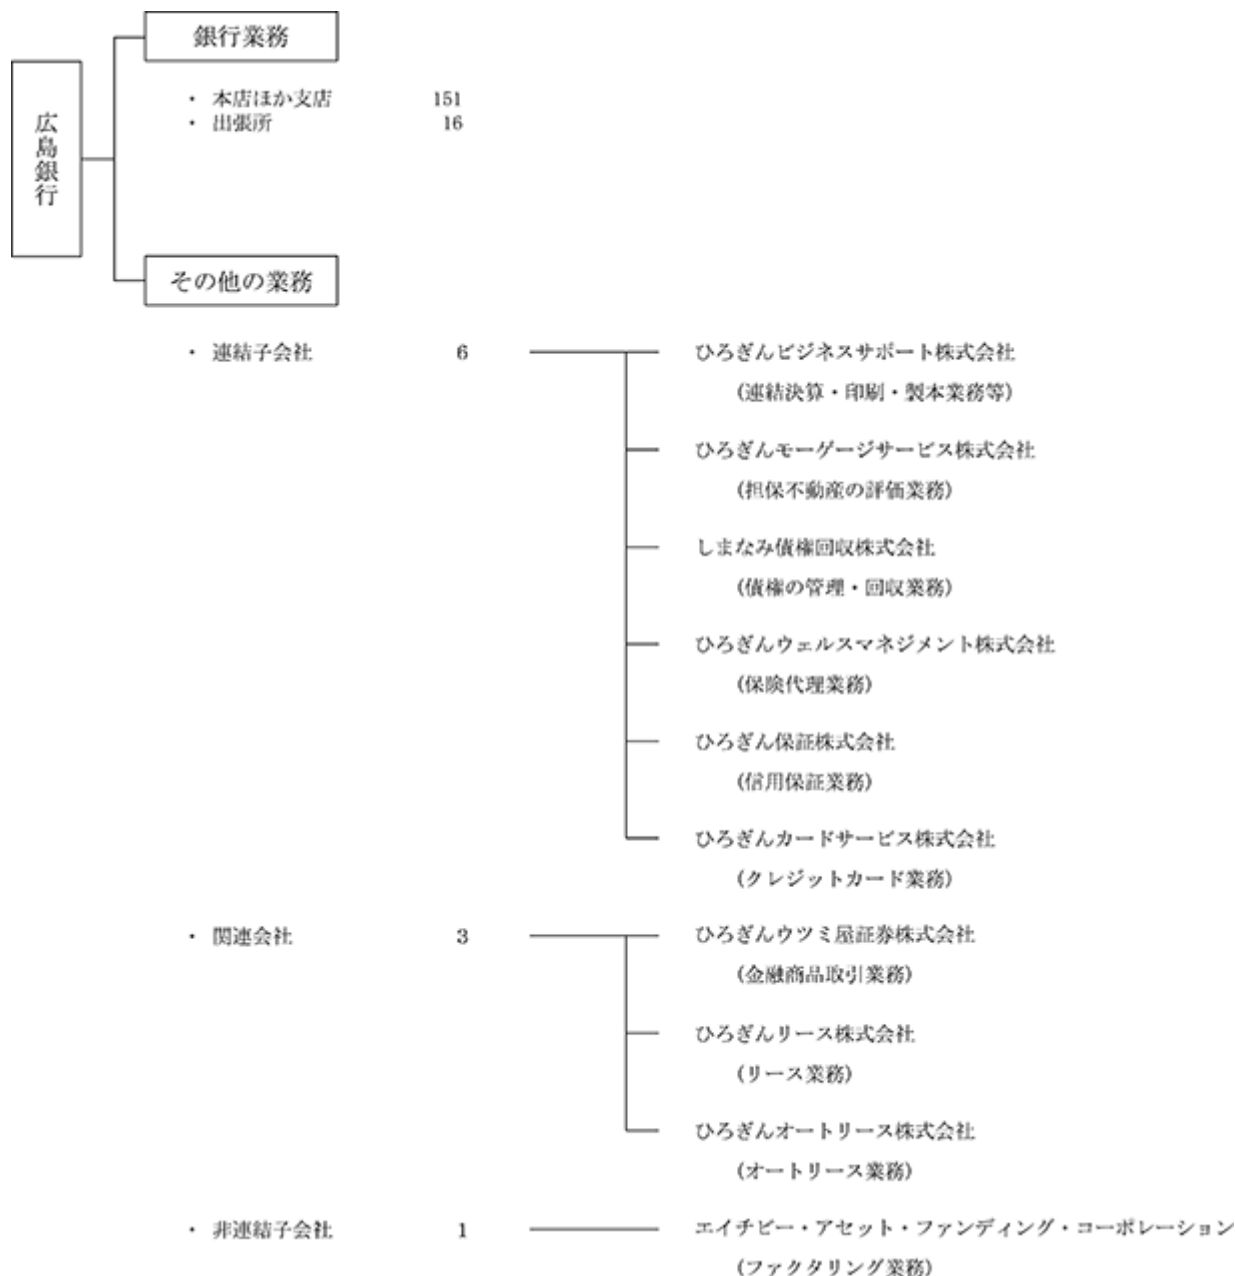 広島銀行
銀行業務
・ 本店ほか支店 151
・ 出張所 16
その他の業務
・ 連結子会社 6
ひろぎんビジネスサポート株式会社
(連結決算・印刷・製本業務等)
ひろぎんモーゲージサービス株式会社
(担保不動産の評価業務)
しまなみ債権回収株式会社
(債権の管理・回収業務)
ひろぎんウェルスマネジメント株式会社
(保険代理業務)
ひろぎん保証株式会社
(信用保証業務)
ひろぎんカードサービス株式会社
(クレジットカード業務)
・ 関連会社 3
ひろぎんウツミ屋証券株式会社
(金融商品取引業務)
ひろぎんリース株式会社
(リース業務)
ひろぎんオートリース株式会社
(オートリース業務)
・ 非連結子会社 1
エイチビー・アセット・ファンディング・コーポレーション
(ファクタリング業務)